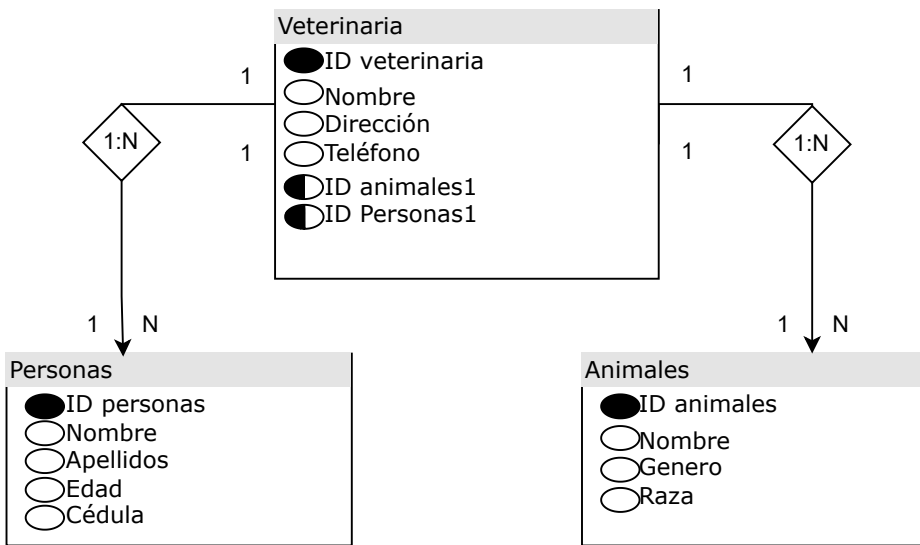 Veterinaria
ID veterinaria
Nombre
Dirección
Teléfono
ID animales1
ID Personas1
1
1
1:N
1 N
1
1
1:N
1 N
Personas
ID personas
Nombre
Apellidos
Edad
Cédula
Animales
ID animales
Nombre
Genero
Raza